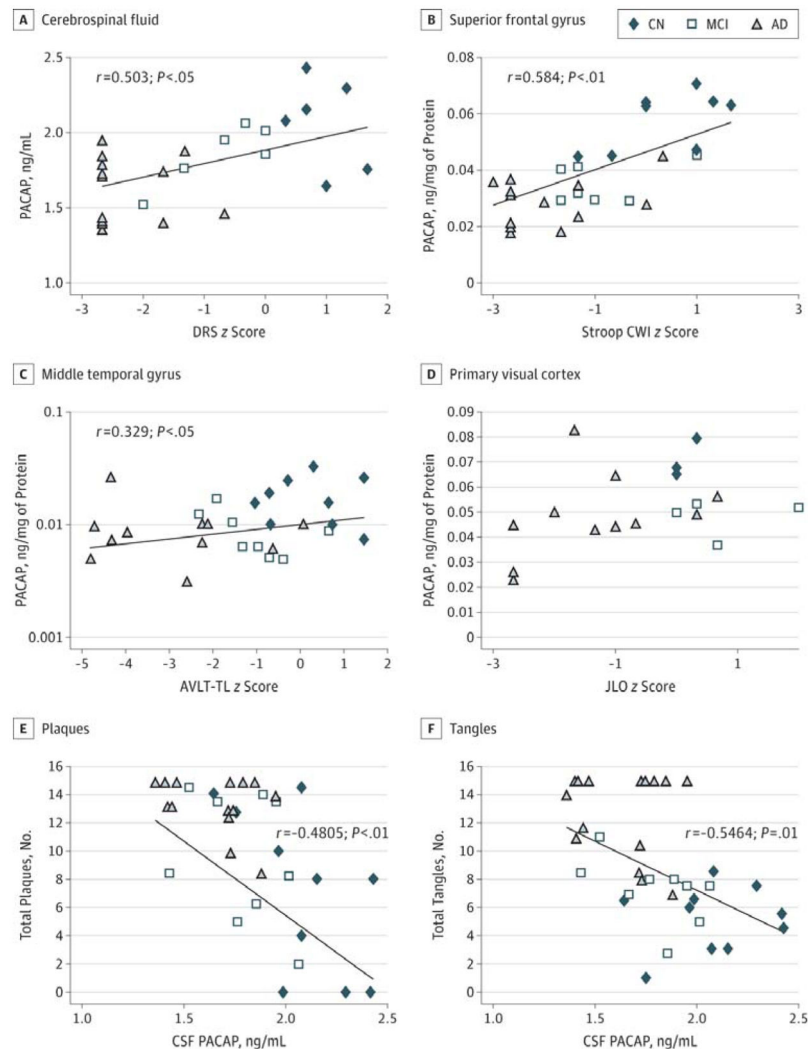 A Cerebrospinal fluid
r=0.503; P<.05
2.5
2.0
1.5
1.0
PACAP, ng/mL
-3 -2 -1 0 1 2
DRS z Score
B Superior frontal gyrus
CN MCI AD
r=0.584; P<.01
0.08
0.06
0.04
0.02
0
PACAP, ng/mg of Protein
-3 -1 1 3
Stroop CWI z Score
C Middle temporal gyrus
r=0.329; P<.05
0.1
0.01
0.001
PACAP, ng/mg of Protein
-5 -4 -3 -2 -1 0 1 2
AVLT-TL z Score
D Primary visual cortex
0.09
0.08
0.07
0.06
0.05
0.04
0.03
0.02
0.01
0
PACAP, ng/mg of Protein
-3 -1 1
JLO z Score
E Plaques
16
14
12
10
8
6
4
2
0
r=-0.4805; P<.01
Total Plaques, No.
1.0 1.5 2.0 2.5
CSF PACAP, ng/mL
F Tangles
16
14
12
10
8
6
4
2
0
r=-0.5464; P=.01
Total Tangles, No.
1.0 1.5 2.0 2.5
CSF PACAP, ng/mL